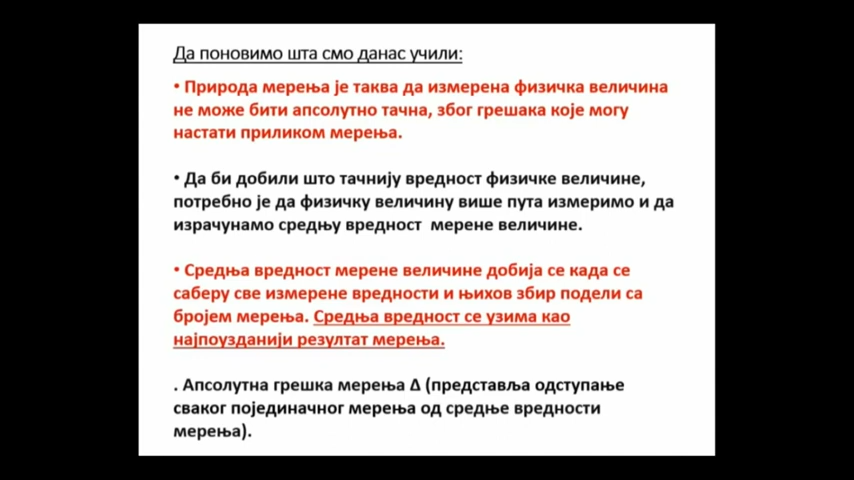 Да поновимо шта смо данас учили:
• Природа мерења је таква да измерена физичка величина
не може бити апсолутно тачна, због грешака које могу
настати приликом мерења.
• Да би добили што тачнију вредност физичке величине,
потребно је да физичку величину више пута измеримо и да
израчунамо средњу вредност  мерене величине.
• Средња вредност мерене величине добија се када се
саберу све измерене вредности и њихов збир подели са
бројем мерења. Средња вредност се узима као
најпоузданији резултат мерења.
. Апсолутна грешка мерења Δ (представља одступање
сваког појединачног мерења од средње вредности
мерења).